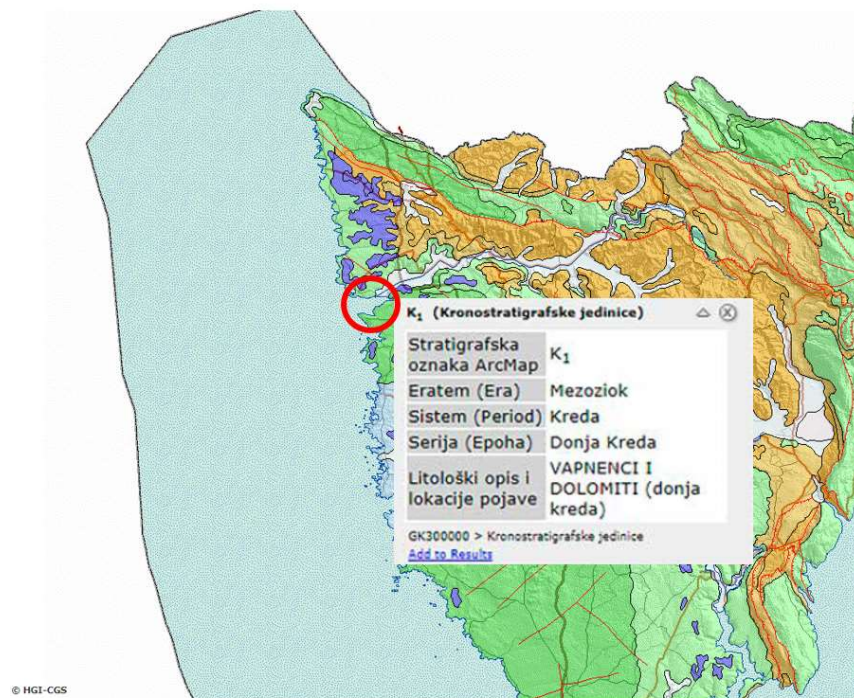 K₁ (Kronostratigrafske jedinice)
Stratigrafska
oznaka ArcMap K₁
Eratem (Era) Mezoziok
Sistem (Period) Kreda
Serija (Epoha) Donja Kreda
Litološki opis i
lokacije pojave
VAPNENCI I
DOLOMITI (donja
kreda)
GK300000 > Kronostratigrafske jedinice
Add to Results
© HGI-CGS